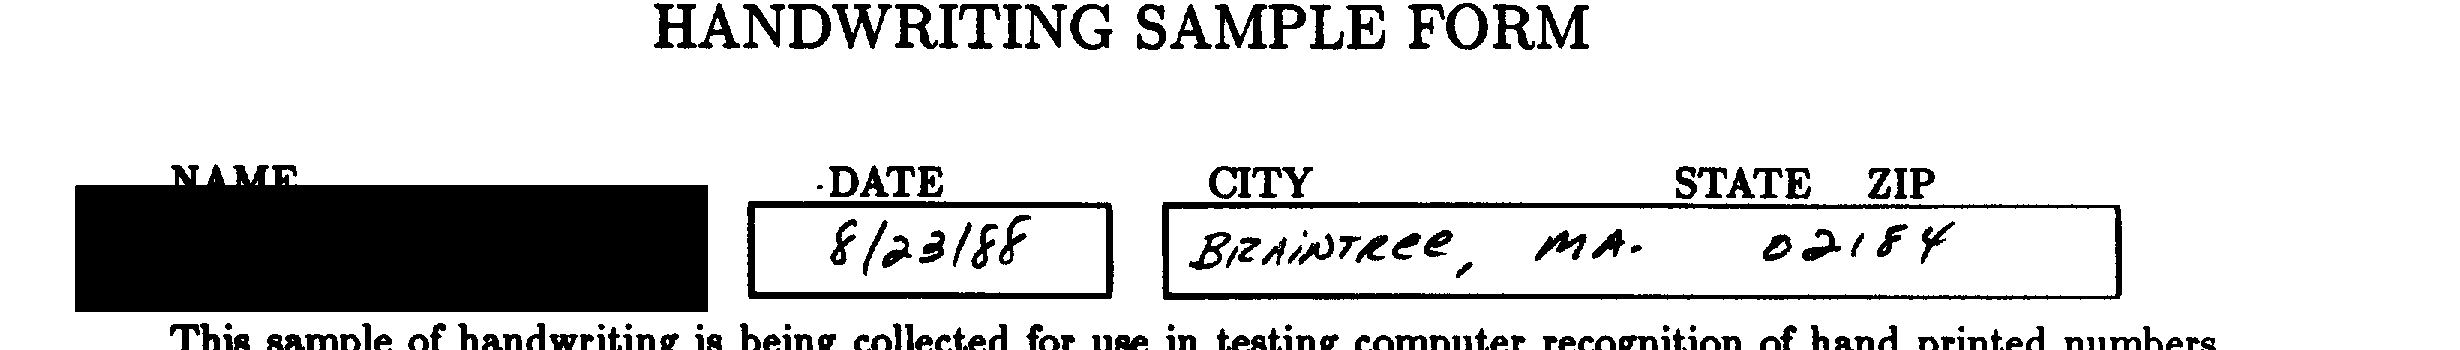 HANDWRITING SAMPLE FORM
NAME DATE CITY STATE ZIP
8/23/88 BRAINTREE, MA. 02184
This sample of handwriting is being collected for use in testing computer recognition of hand printed numbers